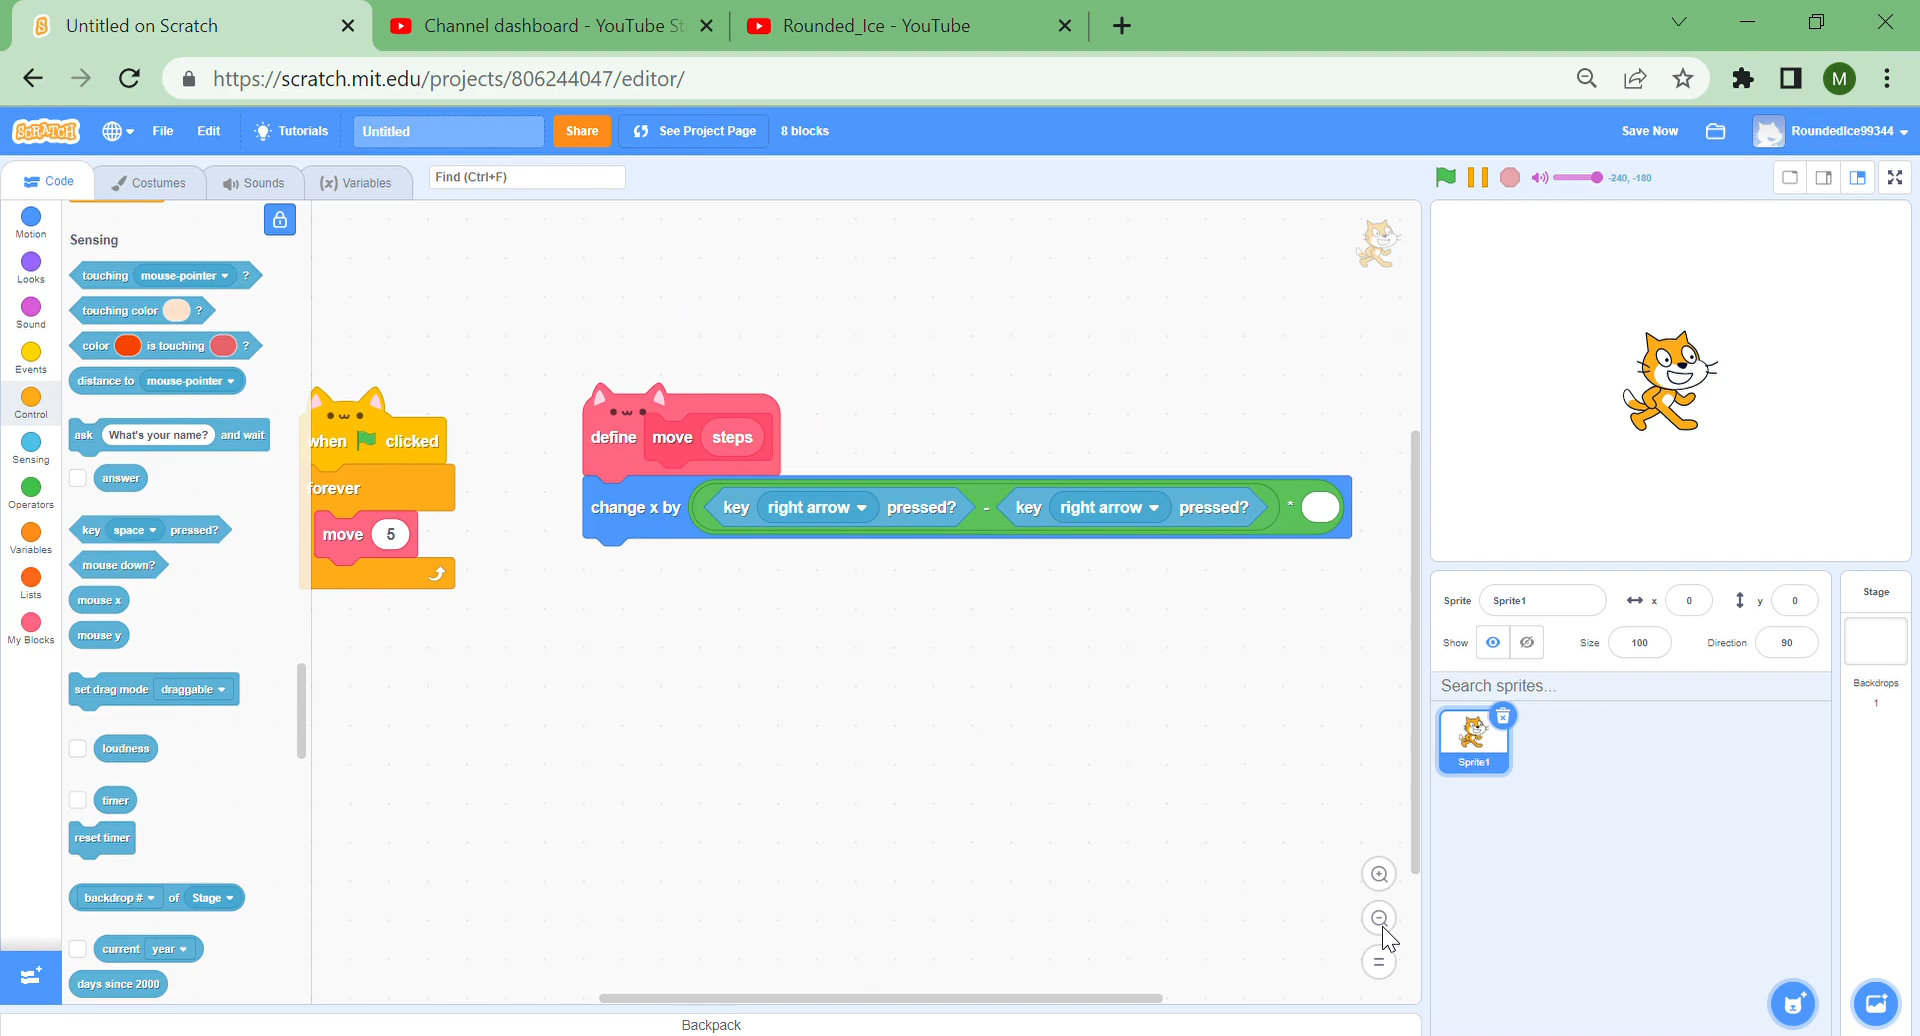 Untitled on Scratch
Channel dashboard - YouTube St
Rounded_Ice - YouTube
https://scratch.mit.edu/projects/806244047/editor/
M
SCRATCH
File
Edit
Tutorials
Untitled
Share
See Project Page
8 blocks
Save Now
RoundedIce99344
Code
Costumes
Sounds
(x) Variables
Find (Ctrl+F)
-240, -180
Motion
Looks
Sound
Events
Control
Sensing
Operators
Variables
Lists
My Blocks
Sensing
touching mouse-pointer ?
touching color ?
color is touching ?
distance to mouse-pointer
ask What's your name? and wait
answer
key space pressed?
mouse down?
mouse x
mouse y
set drag mode draggable
loudness
timer
reset timer
backdrop # of Stage
current year
days since 2000
when clicked
forever
move 5
define move steps
change x by key right arrow pressed? - key right arrow pressed? *
Sprite Sprite1 x 0 y 0
Show Size 100 Direction 90
Search sprites...
Sprite1
Stage
Backdrops
1
Backpack